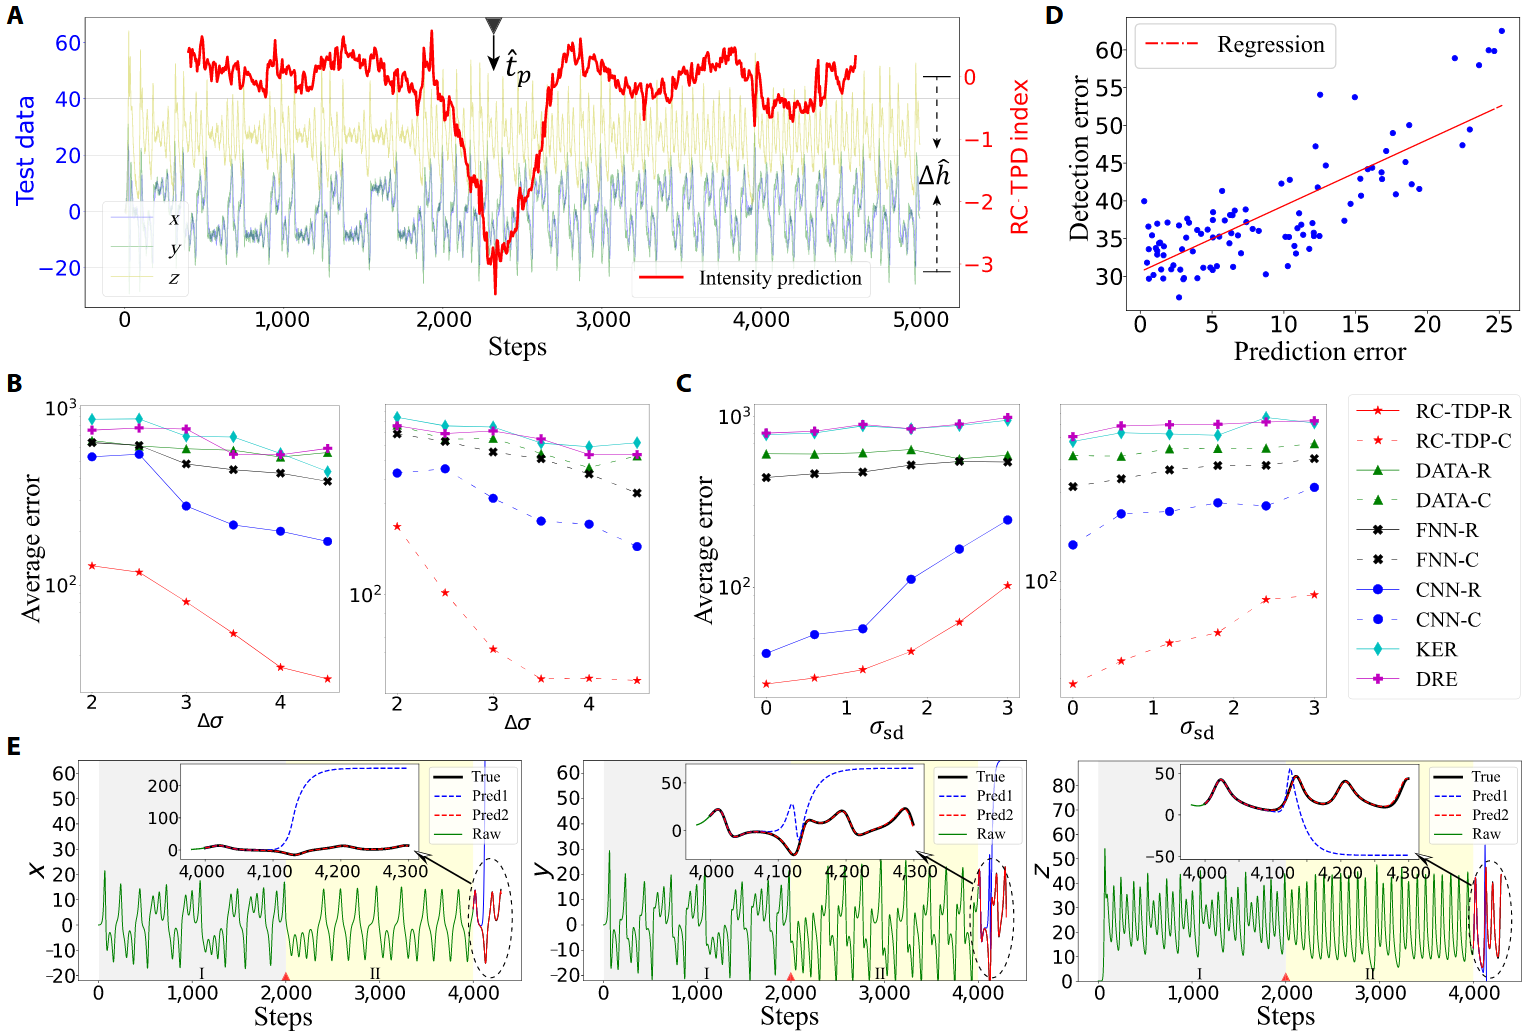 A
60
40
20
0
−20
Test data
x
y
z
t̂p
Intensity prediction
0
−1
−2
−3
RC-TPD index
Δĥ
0
1,000
2,000
3,000
4,000
5,000
Steps
D
Regression
60
55
50
45
40
35
30
Detection error
0
5
10
15
20
25
Prediction error
B
10³
10²
Average error
2
3
4
Δσ
10²
2
3
4
Δσ
C
10³
10²
Average error
0
1
2
3
σsd
10²
0
1
2
3
σsd
RC-TDP-R
RC-TDP-C
DATA-R
DATA-C
FNN-R
FNN-C
CNN-R
CNN-C
KER
DRE
E
60
50
40
30
20
10
0
−10
−20
x
200
100
0
4,000
4,100
4,200
4,300
True
Pred1
Pred2
Raw
I
II
0
1,000
2,000
3,000
4,000
Steps
60
50
40
30
20
10
0
−10
−20
y
50
0
4,000
4,100
4,200
4,300
True
Pred1
Pred2
Raw
I
II
0
1,000
2,000
3,000
4,000
Steps
80
70
60
50
40
30
20
10
0
z
50
0
−50
4,000
4,100
4,200
4,300
True
Pred1
Pred2
Raw
I
II
0
1,000
2,000
3,000
4,000
Steps